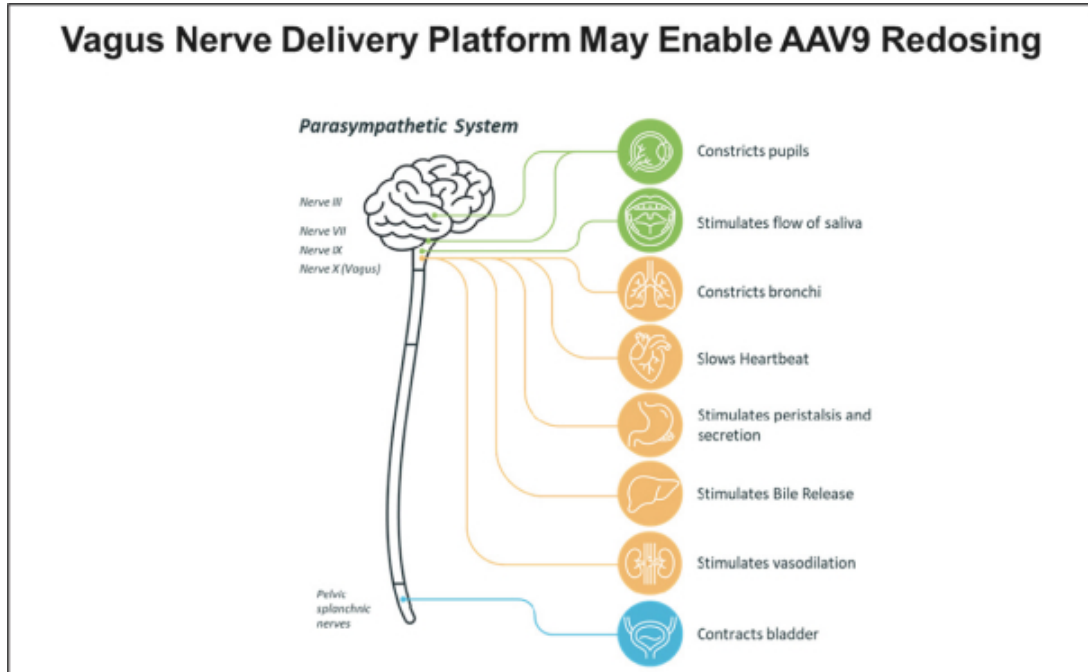 Vagus Nerve Delivery Platform May Enable AAV9 Redosing
Parasympathetic System
Nerve III
Nerve VII
Nerve IX
Nerve X (Vagus)
Pelvic
splanchnic
nerves
Constricts pupils
Stimulates flow of saliva
Constricts bronchi
Slows Heartbeat
Stimulates peristalsis and
secretion
Stimulates Bile Release
Stimulates vasodilation
Contracts bladder